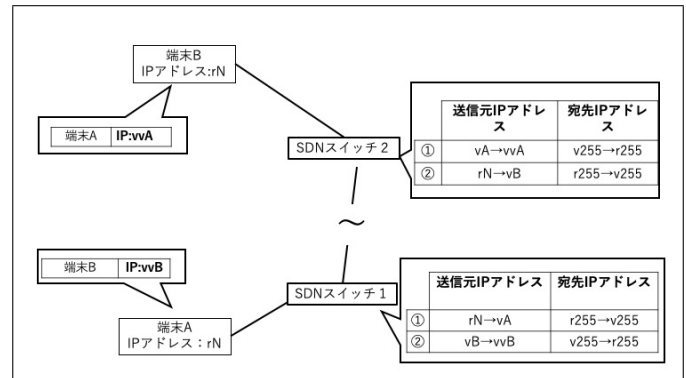 端末B
IPアドレス:rN
端末A IP:vvA
SDNスイッチ2
送信元IPアドレ
ス
宛先IPアドレ
ス
① vA→vvA v255→r255
② rN→vB r255→v255
~
端末B IP:vvB
SDNスイッチ1
送信元IPアドレス 宛先IPアドレス
① rN→vA r255→v255
② vB→vvB v255→r255
端末A
IPアドレス：rN